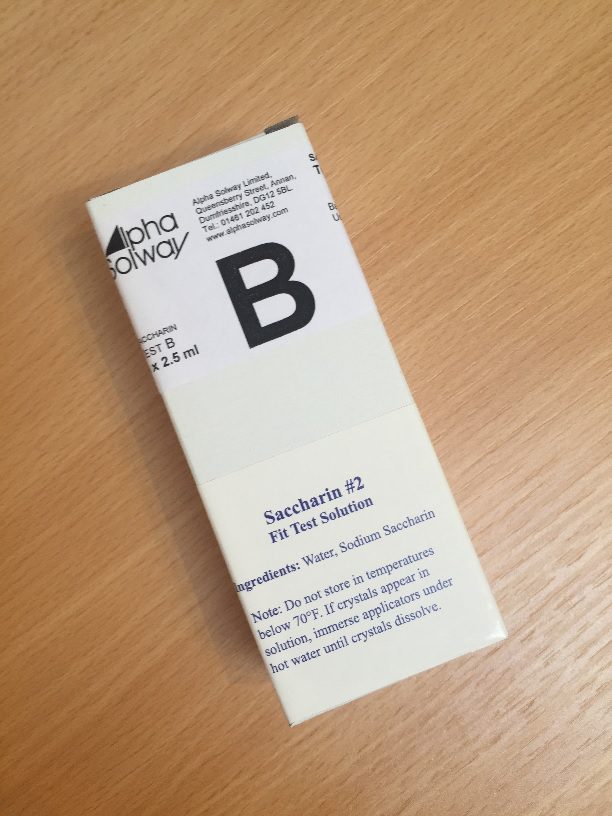 Alpha
Solway
Alpha Solway Limited,
Queensberry Street, Annan,
Dumfriesshire, DG12 5BL
Tel.: 01461 202 452
www.alphasolway.com
B
ACCHARIN
EST B
x 2.5 ml
Saccharin #2
Fit Test Solution
Ingredients: Water, Sodium Saccharin
Note: Do not store in temperatures
below 70°F. If crystals appear in
solution, immerse applicators under
hot water until crystals dissolve.